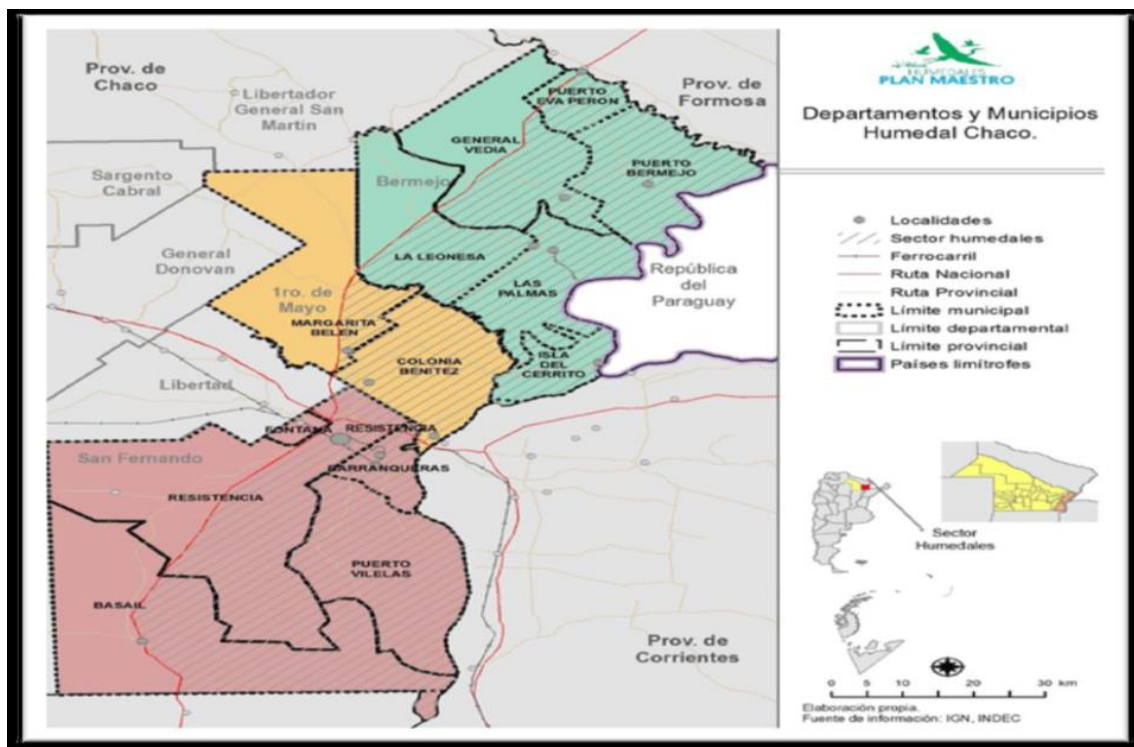 Prov. de
Chaco
Libertador
General San
Martin
Prov. de
Formosa
PUERTO
EVA PERON
GENERAL
VEDIA
PUERTO
BERMEJO
Sargento
Cabral
Bermejo
General
Donovan
LA LEONESA
LAS
PALMAS
República
del
Paraguay
1ro. de
Mayo
MARGARITA
BELEN
COLONIA
BENITEZ
ISLA
DEL
CERRITO
Libertad
FONTANA
RESISTENCIA
BARRANQUERAS
San Fernando
RESISTENCIA
PUERTO
VILELAS
BASAIL
Prov. de
Corrientes
HUMEDALES
PLAN MAESTRO
Departamentos y Municipios
Humedal Chaco.
Localidades
Sector humedales
Ferrocarril
Ruta Nacional
Ruta Provincial
Límite municipal
Límite departamental
Límite provincial
Países limítrofes
Sector
Humedales
0 5 10 20 30 km
Elaboración propia.
Fuente de información: IGN, INDEC